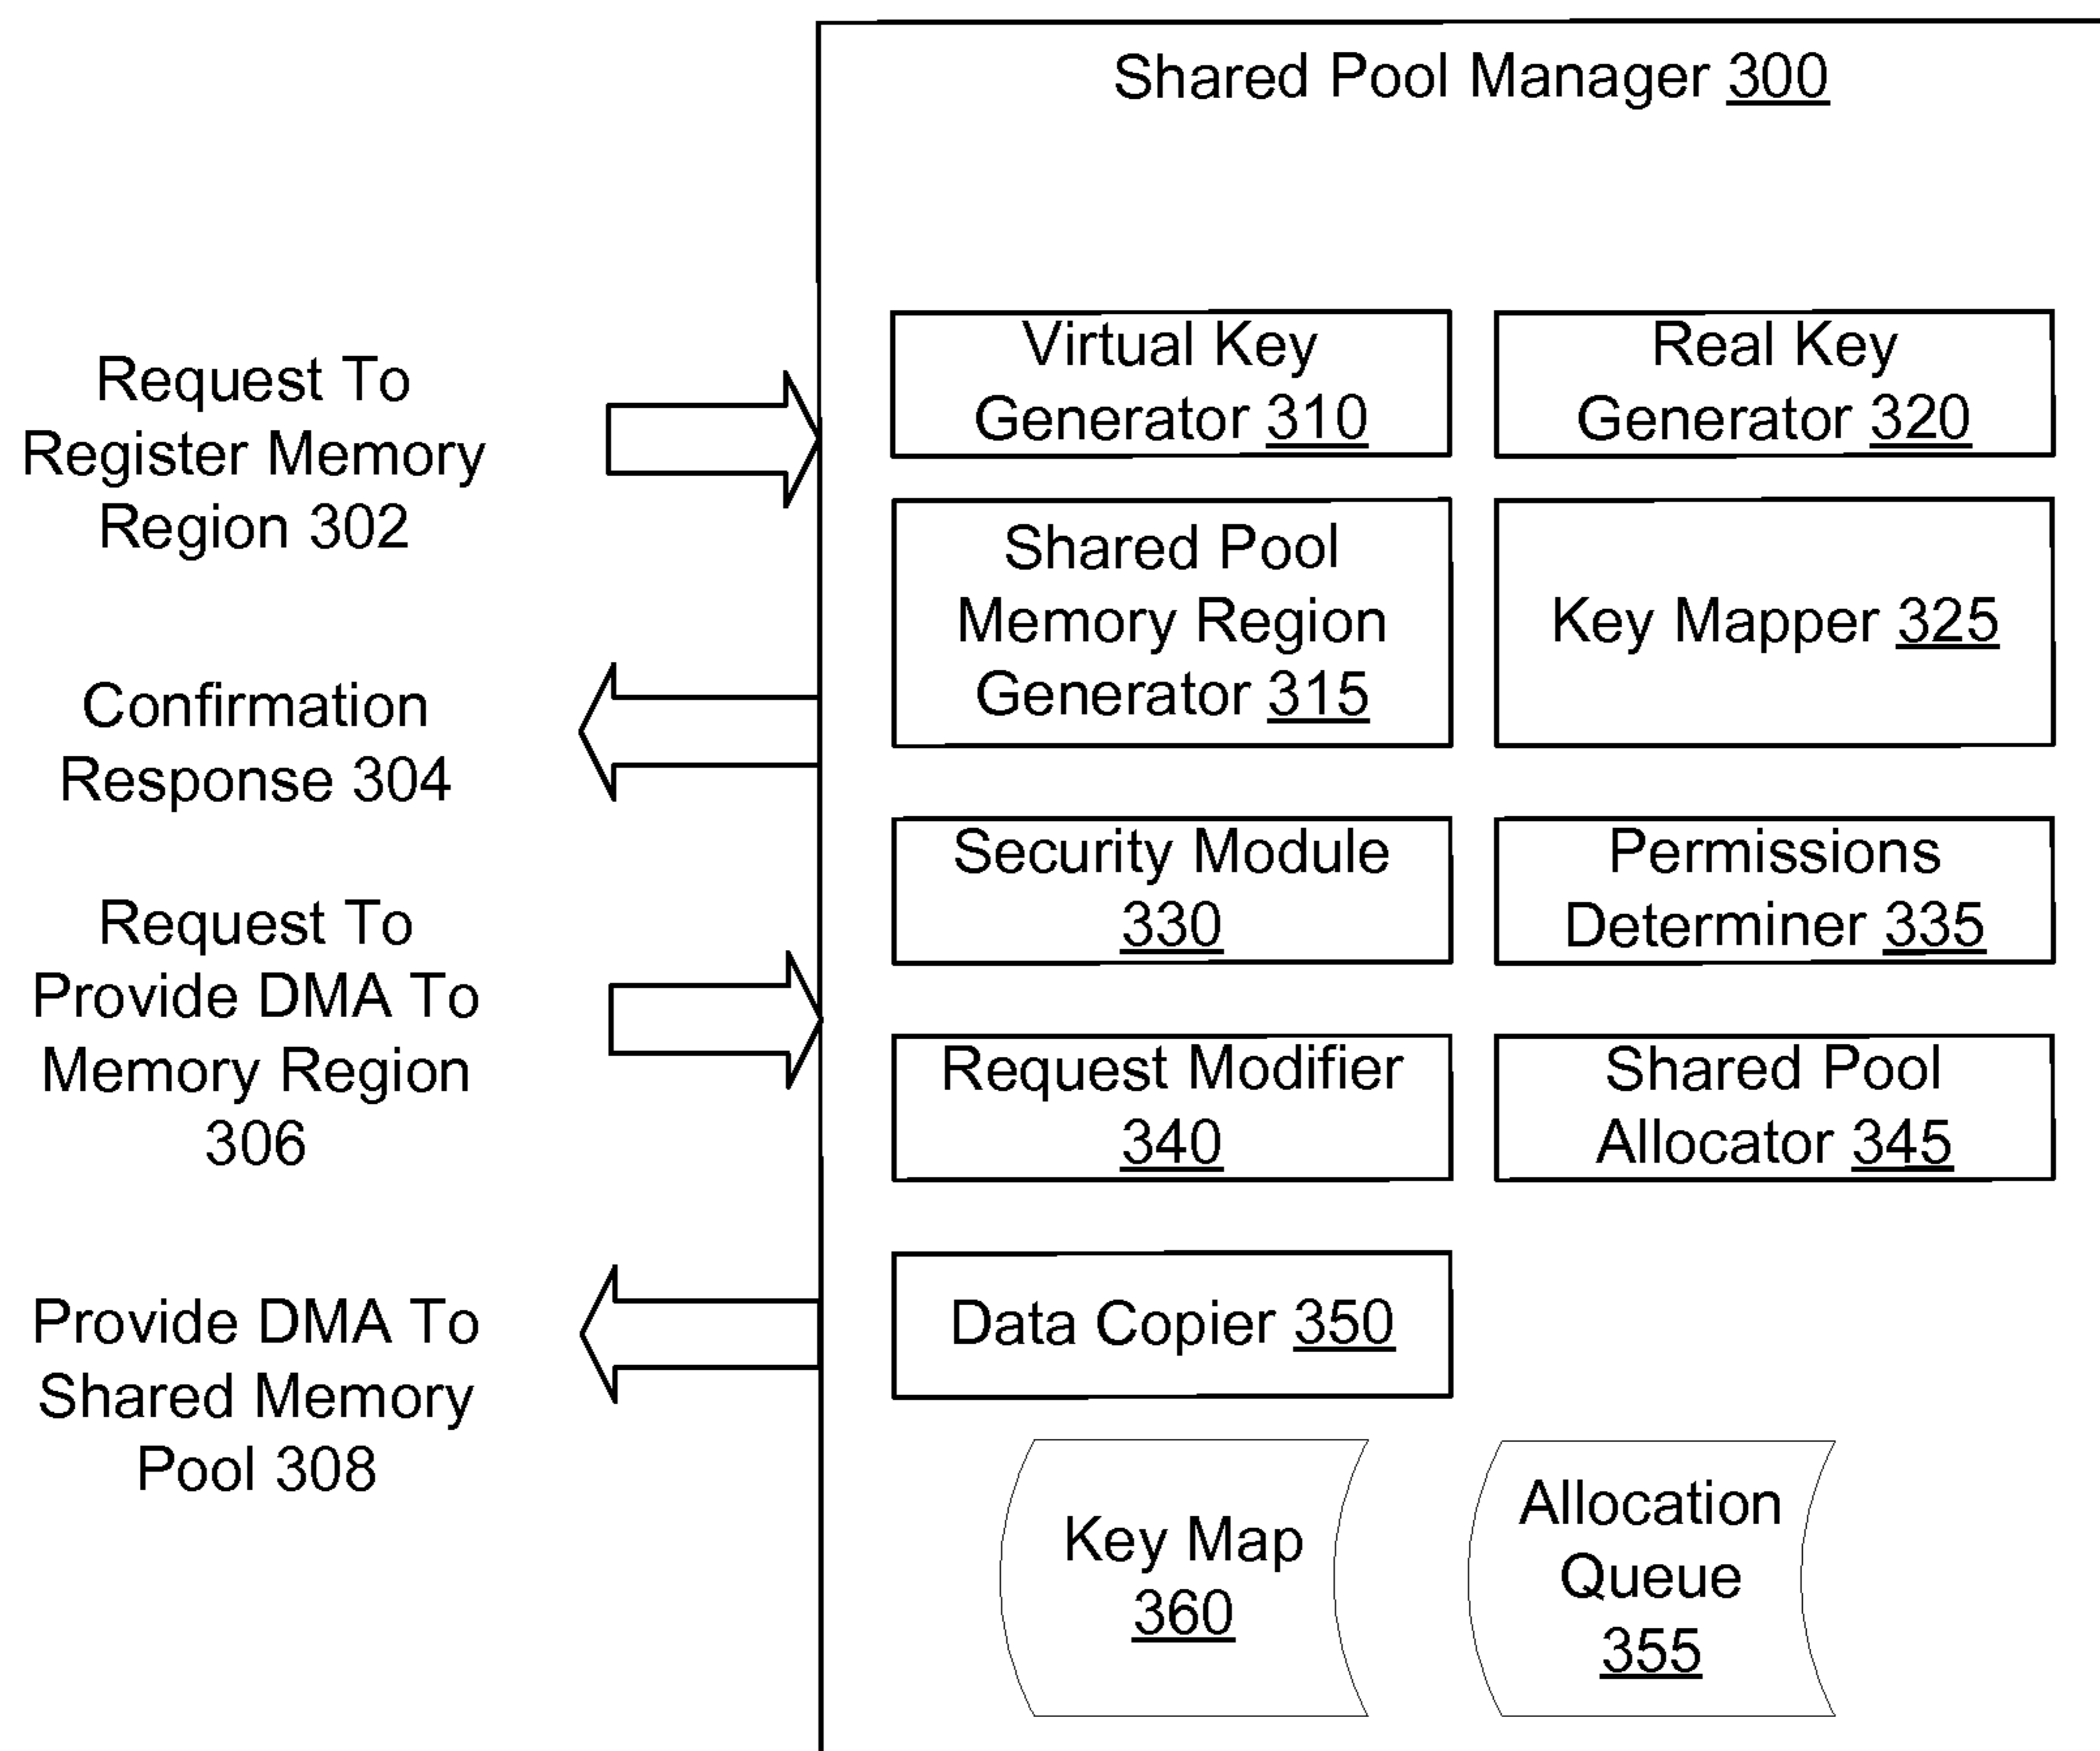 Shared Pool Manager 300
Request To
Register Memory
Region 302
Confirmation
Response 304
Request To
Provide DMA To
Memory Region
306
Provide DMA To
Shared Memory
Pool 308
Virtual Key
Generator 310
Real Key
Generator 320
Shared Pool
Memory Region
Generator 315
Key Mapper 325
Security Module
330
Permissions
Determiner 335
Request Modifier
340
Shared Pool
Allocator 345
Data Copier 350
Key Map
360
Allocation
Queue
355